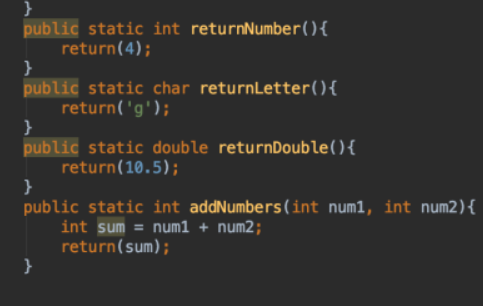 }
public static int returnNumber(){
    return(4);
}
public static char returnLetter(){
    return('g');
}
public static double returnDouble(){
    return(10.5);
}
public static int addNumbers(int num1, int num2){
    int sum = num1 + num2;
    return(sum);
}